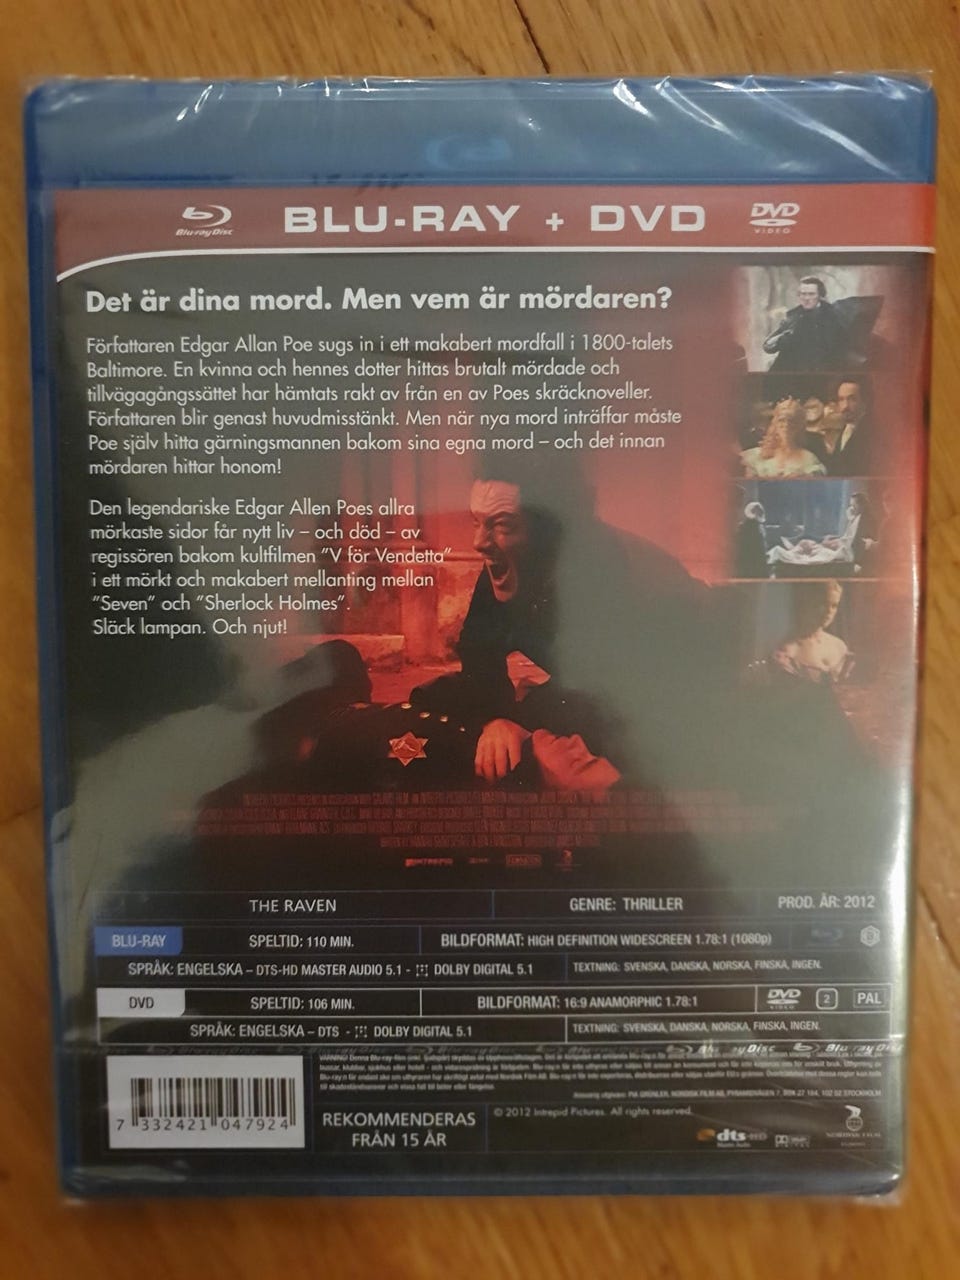 Blu-ray Disc BLU-RAY + DVD DVD VIDEO
Det är dina mord. Men vem är mördaren?
Författaren Edgar Allan Poe sugs in i ett makabert mordfall i 1800-talets
Baltimore. En kvinna och hennes dotter hittas brutalt mördade och
tillvägagångssättet har hämtats rakt av från en av Poes skräcknoveller.
Författaren blir genast huvudmisstänkt. Men när nya mord inträffar måste
Poe själv hitta gärningsmannen bakom sina egna mord – och det innan
mördaren hittar honom!
Den legendariske Edgar Allen Poes allra
mörkaste sidor får nytt liv – och död – av
regissören bakom kultfilmen "V för Vendetta"
i ett mörkt och makabert mellanting mellan
"Seven" och "Sherlock Holmes".
Släck lampan. Och njut!
THE RAVEN GENRE: THRILLER PROD. ÅR: 2012
BLU-RAY SPELTID: 110 MIN. BILDFORMAT: HIGH DEFINITION WIDESCREEN 1.78:1 (1080p)
SPRÅK: ENGELSKA – DTS-HD MASTER AUDIO 5.1 - DOLBY DIGITAL 5.1 TEXTNING: SVENSKA, DANSKA, NORSKA, FINSKA, INGEN.
DVD SPELTID: 106 MIN. BILDFORMAT: 16:9 ANAMORPHIC 1.78:1 DVD VIDEO 2 PAL
SPRÅK: ENGELSKA – DTS - DOLBY DIGITAL 5.1 TEXTNING: SVENSKA, DANSKA, NORSKA, FINSKA, INGEN.
7 332421 047924
REKOMMENDERAS
FRÅN 15 ÅR
© 2012 Intrepid Pictures. All rights reserved.
dts-HD
Master Audio
NORDISK FILM